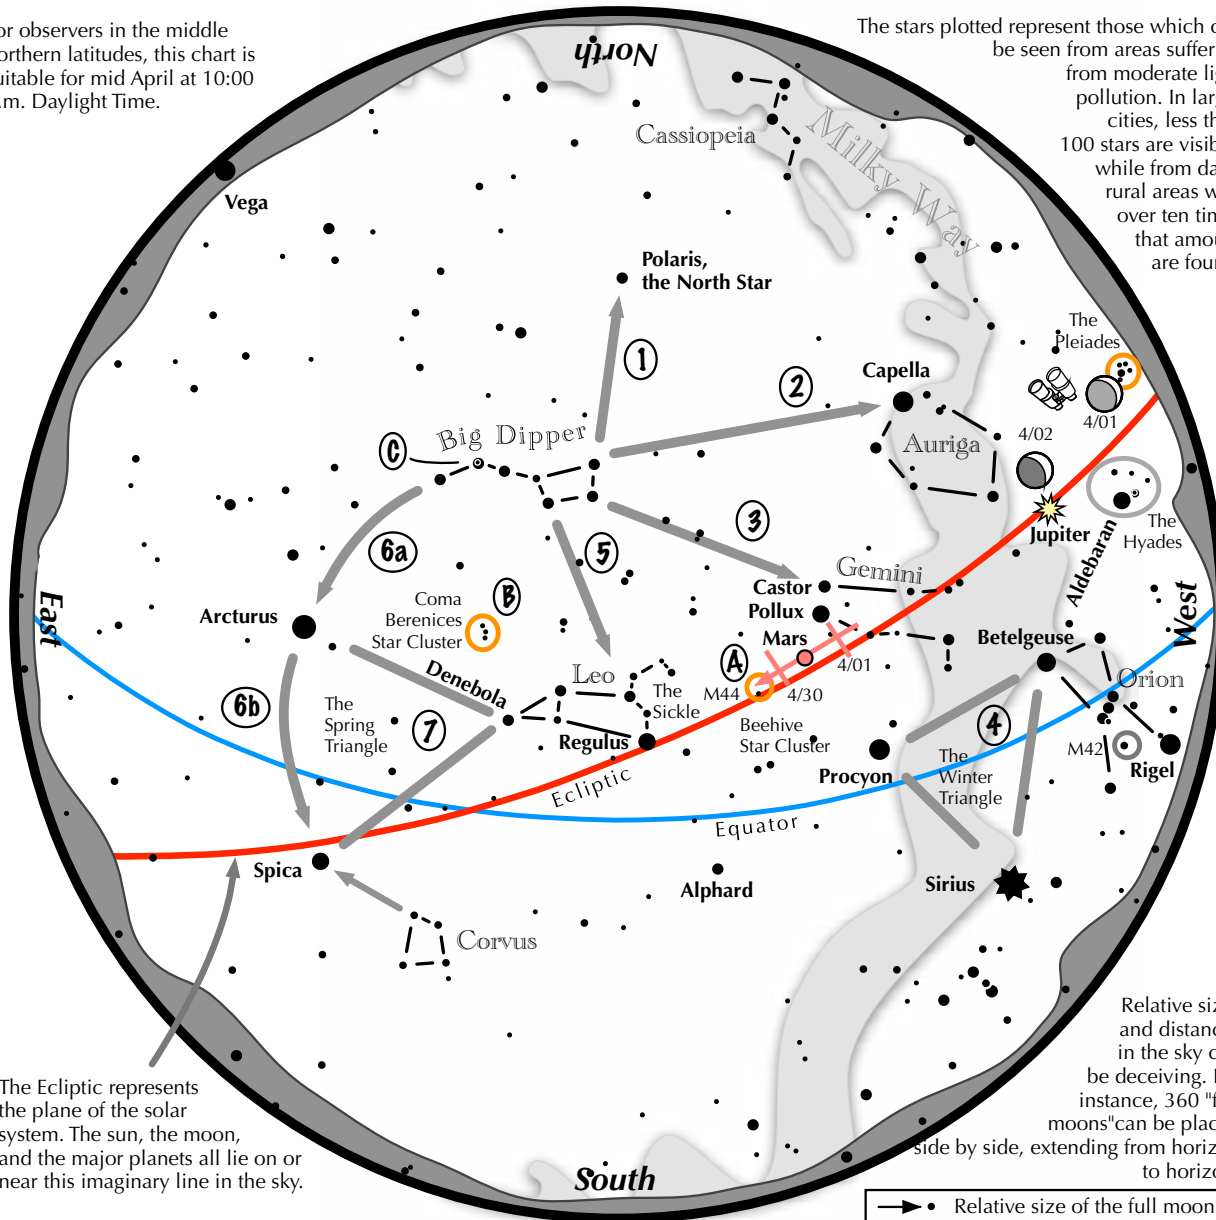 or observers in the middle
orthern latitudes, this chart is
uitable for mid April at 10:00
.m. Daylight Time.
The stars plotted represent those which
be seen from areas suffer
from moderate lig
pollution. In lar
cities, less th
100 stars are visib
while from da
rural areas w
over ten tim
that amou
are foun
North
Cassiopeia
Milky Way
Vega
Polaris,
the North Star
1
2
The
Pleiades
Capella
4/01
4/02
Auriga
Big Dipper
C
3
Jupiter
The
Hyades
Aldebaran
6a
5
Gemini
Castor
Pollux
Mars
4/01
A
M44
4/30
Beehive
Star Cluster
B
Coma
Berenices
Star Cluster
Arcturus
East
West
Betelgeuse
Orion
Denebola
Leo
The
Sickle
Regulus
6b
The
Spring
Triangle
7
4
M42
Rigel
Procyon
The
Winter
Triangle
Ecliptic
Equator
Spica
Alphard
Sirius
Corvus
The Ecliptic represents
the plane of the solar
system. The sun, the moon,
and the major planets all lie on or
near this imaginary line in the sky.
Relative siz
and distanc
in the sky c
be deceiving.
instance, 360 "f
moons"can be plac
side by side, extending from horiz
to horizo
South
Relative size of the full moon